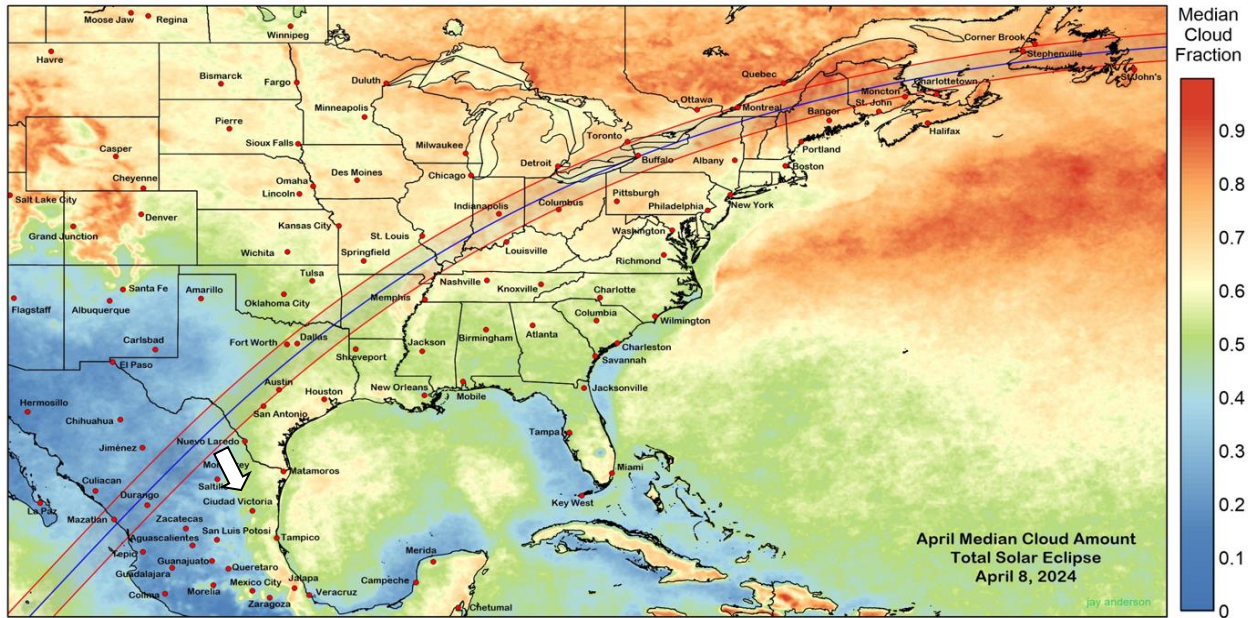 Moose Jaw
Regina
Winnipeg
Havre
Bismarck
Fargo
Duluth
Minneapolis
Pierre
Sioux Falls
Casper
Cheyenne
Salt Lake City
Denver
Grand Junction
Omaha
Lincoln
Des Moines
Milwaukee
Chicago
Kansas City
St. Louis
Wichita
Springfield
Tulsa
Santa Fe
Amarillo
Oklahoma City
Flagstaff
Albuquerque
Carlsbad
El Paso
Fort Worth
Dallas
Shreveport
Austin
Houston
San Antonio
Hermosillo
Chihuahua
Jiménez
Nuevo Laredo
Matamoros
Culiacan
Durango
La Paz
Mazatlan
Ciudad Victoria
Zacatecas
Aguascalientes
San Luis Potosi
Tampico
Tepic
Guanajuato
Queretaro
Guadalajara
Mexico City
Jalapa
Colima
Morelia
Zaragoza
Veracruz
Merida
Campeche
Chetumal
Corner Brook
Stephenville
St John's
Quebec
Charlottetown
Moncton
St. John
Ottawa
Montreal
Bangor
Halifax
Toronto
Portland
Detroit
Buffalo
Albany
Boston
Indianapolis
Columbus
Pittsburgh
Philadelphia
New York
Washington
Louisville
Richmond
Nashville
Knoxville
Memphis
Charlotte
Columbia
Wilmington
Birmingham
Atlanta
Jackson
Charleston
Savannah
New Orleans
Mobile
Jacksonville
Tampa
Miami
Key West
April Median Cloud Amount
Total Solar Eclipse
April 8, 2024
jay anderson
Median
Cloud
Fraction
0.9
0.8
0.7
0.6
0.5
0.4
0.3
0.2
0.1
0